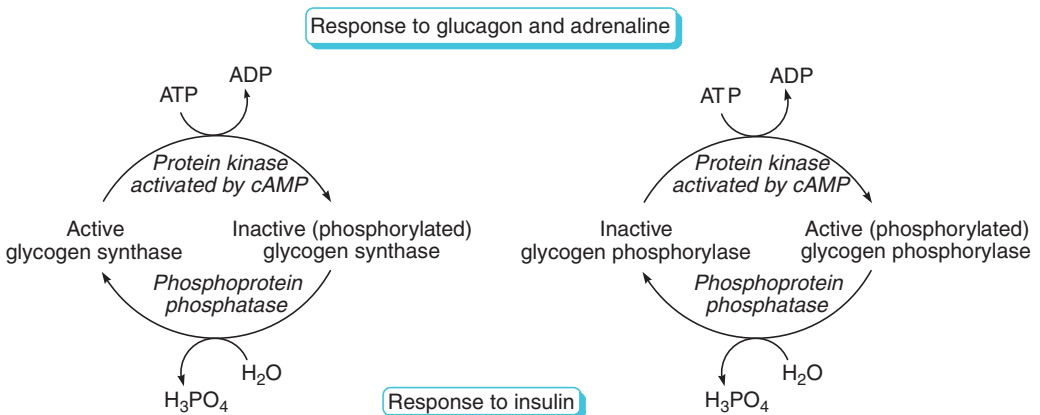 Response to glucagon and adrenaline
ATP
ADP
Protein kinase
activated by cAMP
Active
glycogen synthase
Inactive (phosphorylated)
glycogen synthase
Phosphoprotein
phosphatase
H₂O
H₃PO₄
ATP
ADP
Protein kinase
activated by cAMP
Inactive
glycogen phosphorylase
Active (phosphorylated)
glycogen phosphorylase
Phosphoprotein
phosphatase
H₂O
H₃PO₄
Response to insulin